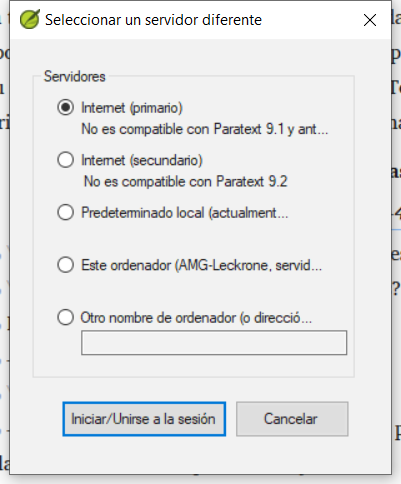 Seleccionar un servidor diferente
Servidores
Internet (primario)
No es compatible con Paratext 9.1 y ant...
Internet (secundario)
No es compatible con Paratext 9.2
Predeterminado local (actualment...
Este ordenador (AMG-Leckrone, servid...
Otro nombre de ordenador (o direcció...
Iniciar/Unirse a la sesión
Cancelar